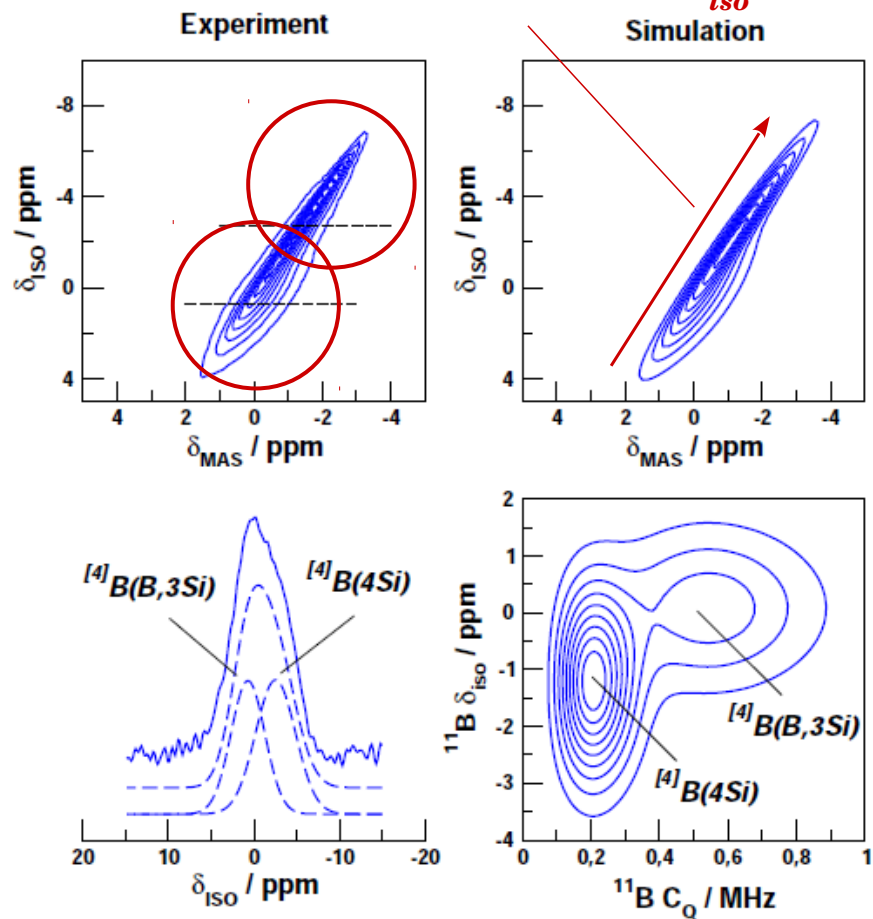 iso
Experiment
Simulation
-8
-4
0
4
δISO / ppm
4 2 0 -2 -4
δMAS / ppm
-8
-4
0
4
δISO / ppm
4 2 0 -2 -4
δMAS / ppm
[4]B(B,3Si)
[4]B(4Si)
20 10 0 -10 -20
δISO / ppm
2
1
0
-1
-2
-3
-4
11B δiso / ppm
[4]B(B,3Si)
[4]B(4Si)
0 0,2 0,4 0,6 0,8 1
11B CQ / MHz